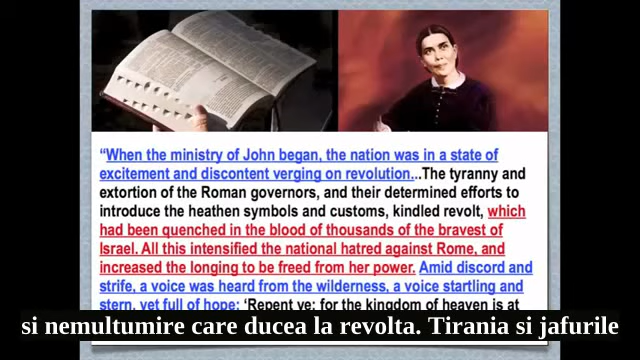 “When the ministry of John began, the nation was in a state of
excitement and discontent verging on revolution...The tyranny and
extortion of the Roman governors, and their determined efforts to
introduce the heathen symbols and customs, kindled revolt, which
had been quenched in the blood of thousands of the bravest of
Israel. All this intensified the national hatred against Rome, and
increased the longing to be freed from her power. Amid discord and
strife, a voice was heard from the wilderness, a voice startling and
stern, yet full of hope: ‘Repent ye; for the kingdom of heaven is at
si nemultumire care ducea la revolta. Tirania si jafurile